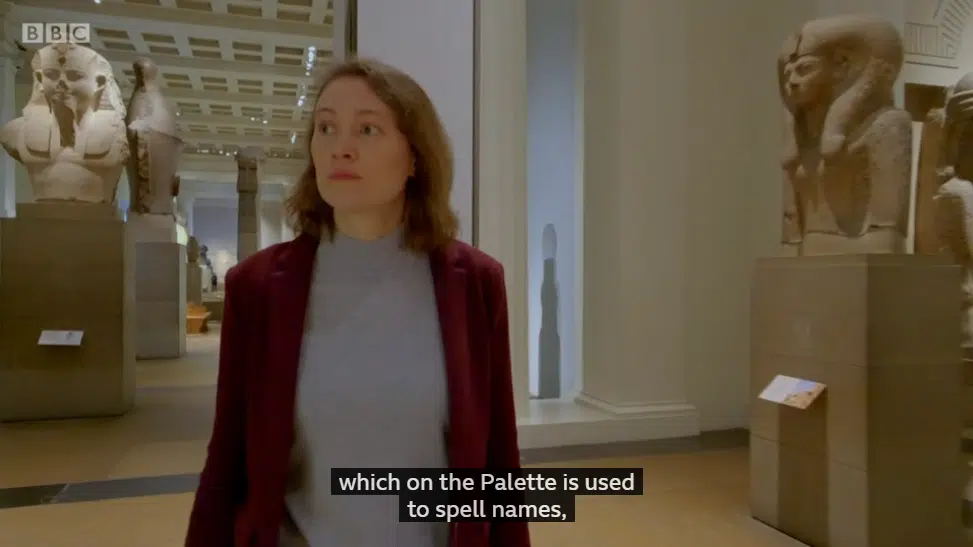 BBC
which on the Palette is used
to spell names,